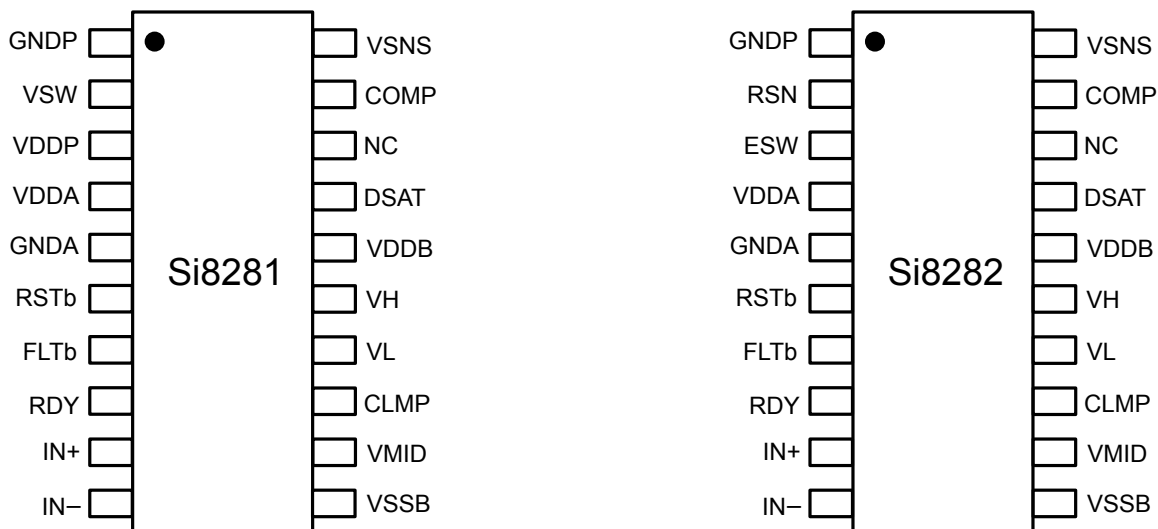 GNDP
VSW
VDDP
VDDA
GNDA
RSTb
FLTb
RDY
IN+
IN–
Si8281
VSNS
COMP
NC
DSAT
VDDB
VH
VL
CLMP
VMID
VSSB
GNDP
RSN
ESW
VDDA
GNDA
RSTb
FLTb
RDY
IN+
IN–
Si8282
VSNS
COMP
NC
DSAT
VDDB
VH
VL
CLMP
VMID
VSSB